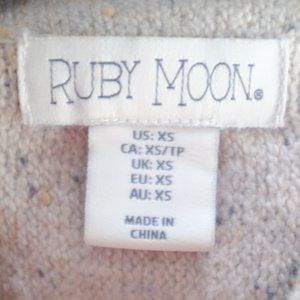 RUBY MOON®
US: XS
CA: XS/TP
UK: XS
EU: XS
AU: XS
MADE IN
CHINA